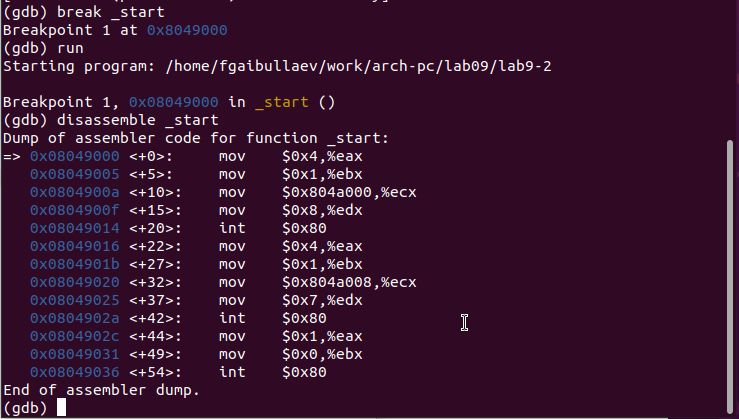 (gdb) break _start
Breakpoint 1 at 0x8049000
(gdb) run
Starting program: /home/fgaibullaev/work/arch-pc/lab09/lab9-2

Breakpoint 1, 0x08049000 in _start ()
(gdb) disassemble _start
Dump of assembler code for function _start:
=> 0x08049000 <+0>:     mov    $0x4,%eax
   0x08049005 <+5>:     mov    $0x1,%ebx
   0x0804900a <+10>:    mov    $0x804a000,%ecx
   0x0804900f <+15>:    mov    $0x8,%edx
   0x08049014 <+20>:    int    $0x80
   0x08049016 <+22>:    mov    $0x4,%eax
   0x0804901b <+27>:    mov    $0x1,%ebx
   0x08049020 <+32>:    mov    $0x804a008,%ecx
   0x08049025 <+37>:    mov    $0x7,%edx
   0x0804902a <+42>:    int    $0x80
   0x0804902c <+44>:    mov    $0x1,%eax
   0x08049031 <+49>:    mov    $0x0,%ebx
   0x08049036 <+54>:    int    $0x80
End of assembler dump.
(gdb)